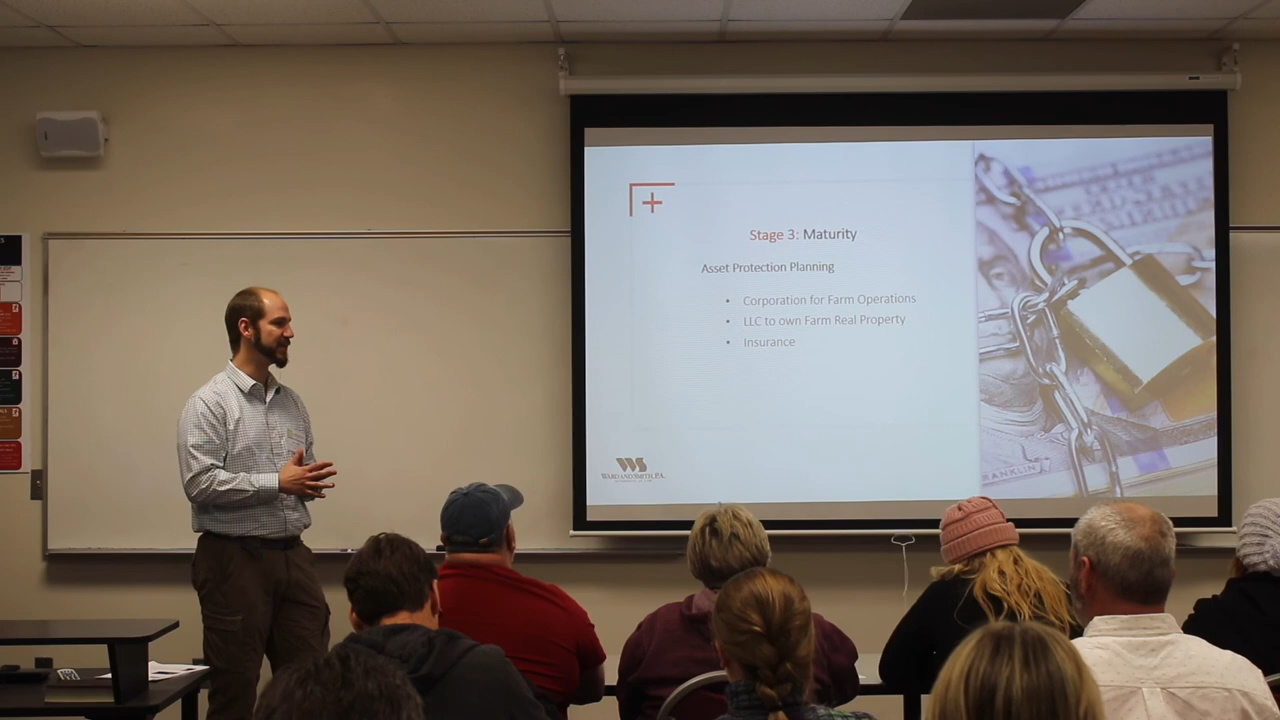 Stage 3: Maturity
Asset Protection Planning
• Corporation for Farm Operations
• LLC to own Farm Real Property
• Insurance
WS
WARD AND SMITH, P.A.
FRANKLIN